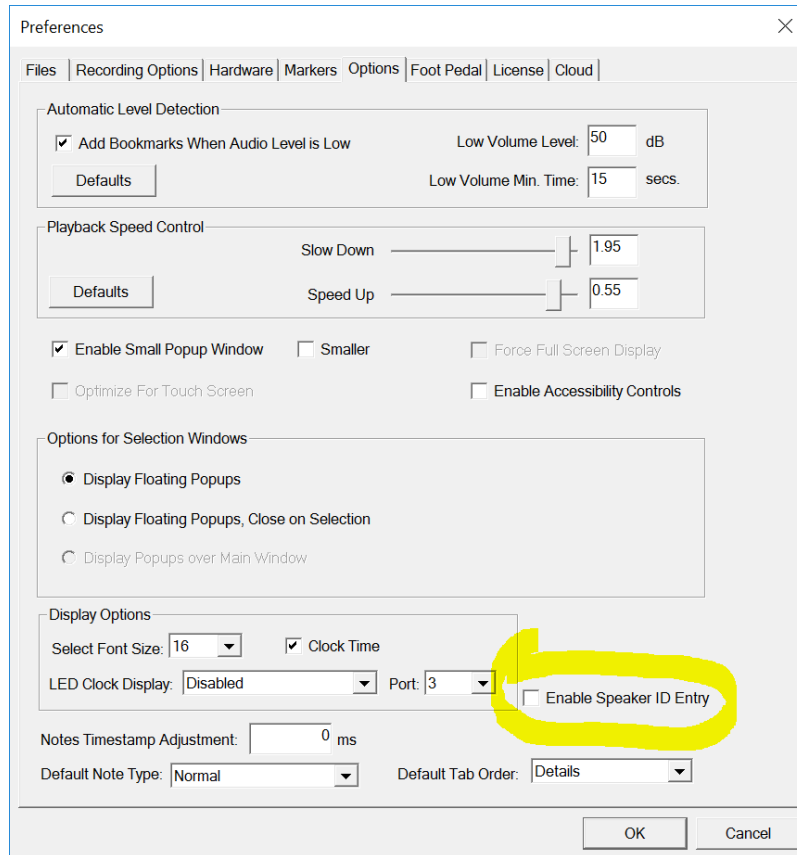 Preferences
Files Recording Options Hardware Markers Options Foot Pedal License Cloud
Automatic Level Detection
Add Bookmarks When Audio Level is Low Low Volume Level: 50 dB
Defaults Low Volume Min. Time: 15 secs.
Playback Speed Control
Slow Down 1.95
Defaults Speed Up 0.55
Enable Small Popup Window Smaller Force Full Screen Display
Optimize For Touch Screen Enable Accessibility Controls
Options for Selection Windows
Display Floating Popups
Display Floating Popups, Close on Selection
Display Popups over Main Window
Display Options
Select Font Size: 16 Clock Time
LED Clock Display: Disabled Port: 3
Enable Speaker ID Entry
Notes Timestamp Adjustment: 0 ms
Default Note Type: Normal Default Tab Order: Details
OK Cancel